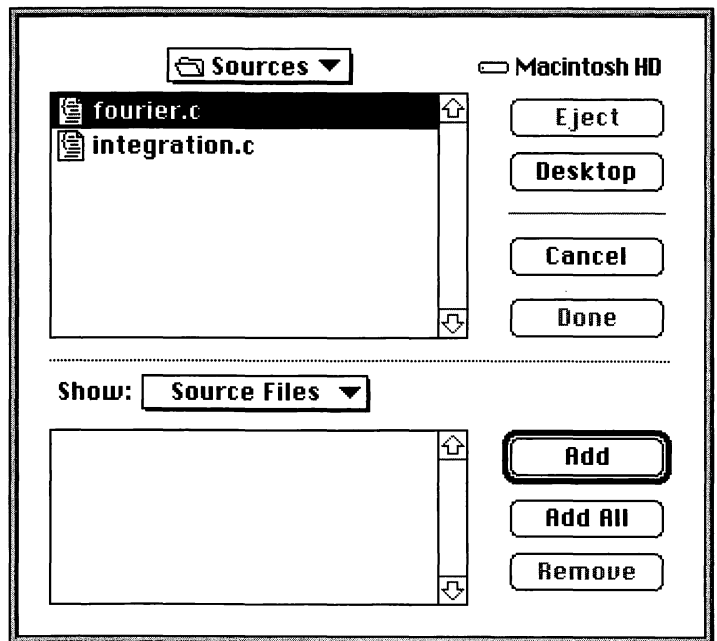 Sources
Macintosh HD
fourier.c
integration.c
Eject
Desktop
Cancel
Done
Show: Source Files
Add
Add All
Remove